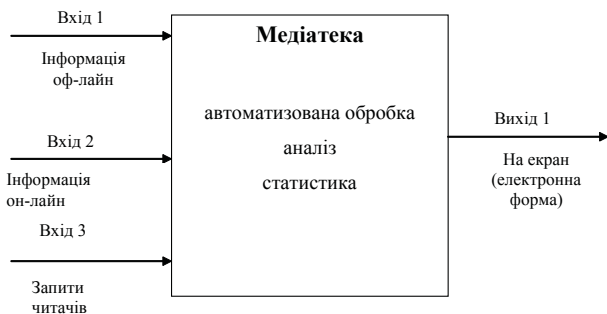 Вхід 1
Інформація
оф-лайн
Вхід 2
Інформація
он-лайн
Вхід 3
Запити
читачів
Медіатека
автоматизована обробка
аналіз
статистика
Вихід 1
На екран
(електронна
форма)